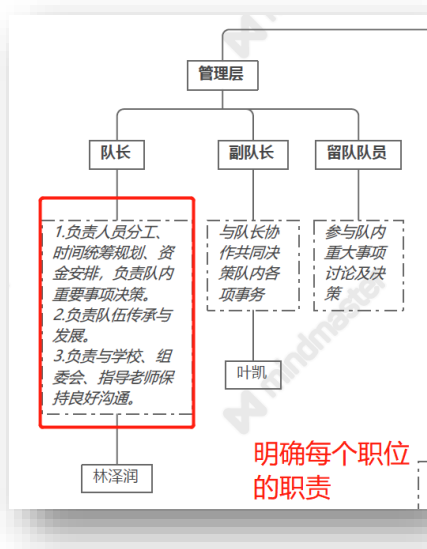 管理层
队长
副队长
留队队员
1.负责人员分工、
时间统筹规划、资
金安排，负责队内
重要事项决策。
2.负责队伍传承与
发展。
3.负责与学校、组
委会、指导老师保
持良好沟通。
与队长协
作共同决
策队内各
项事务
参与队内
重大事项
讨论及决
策
叶凯
林泽润
明确每个职位
的职责
mindmaster